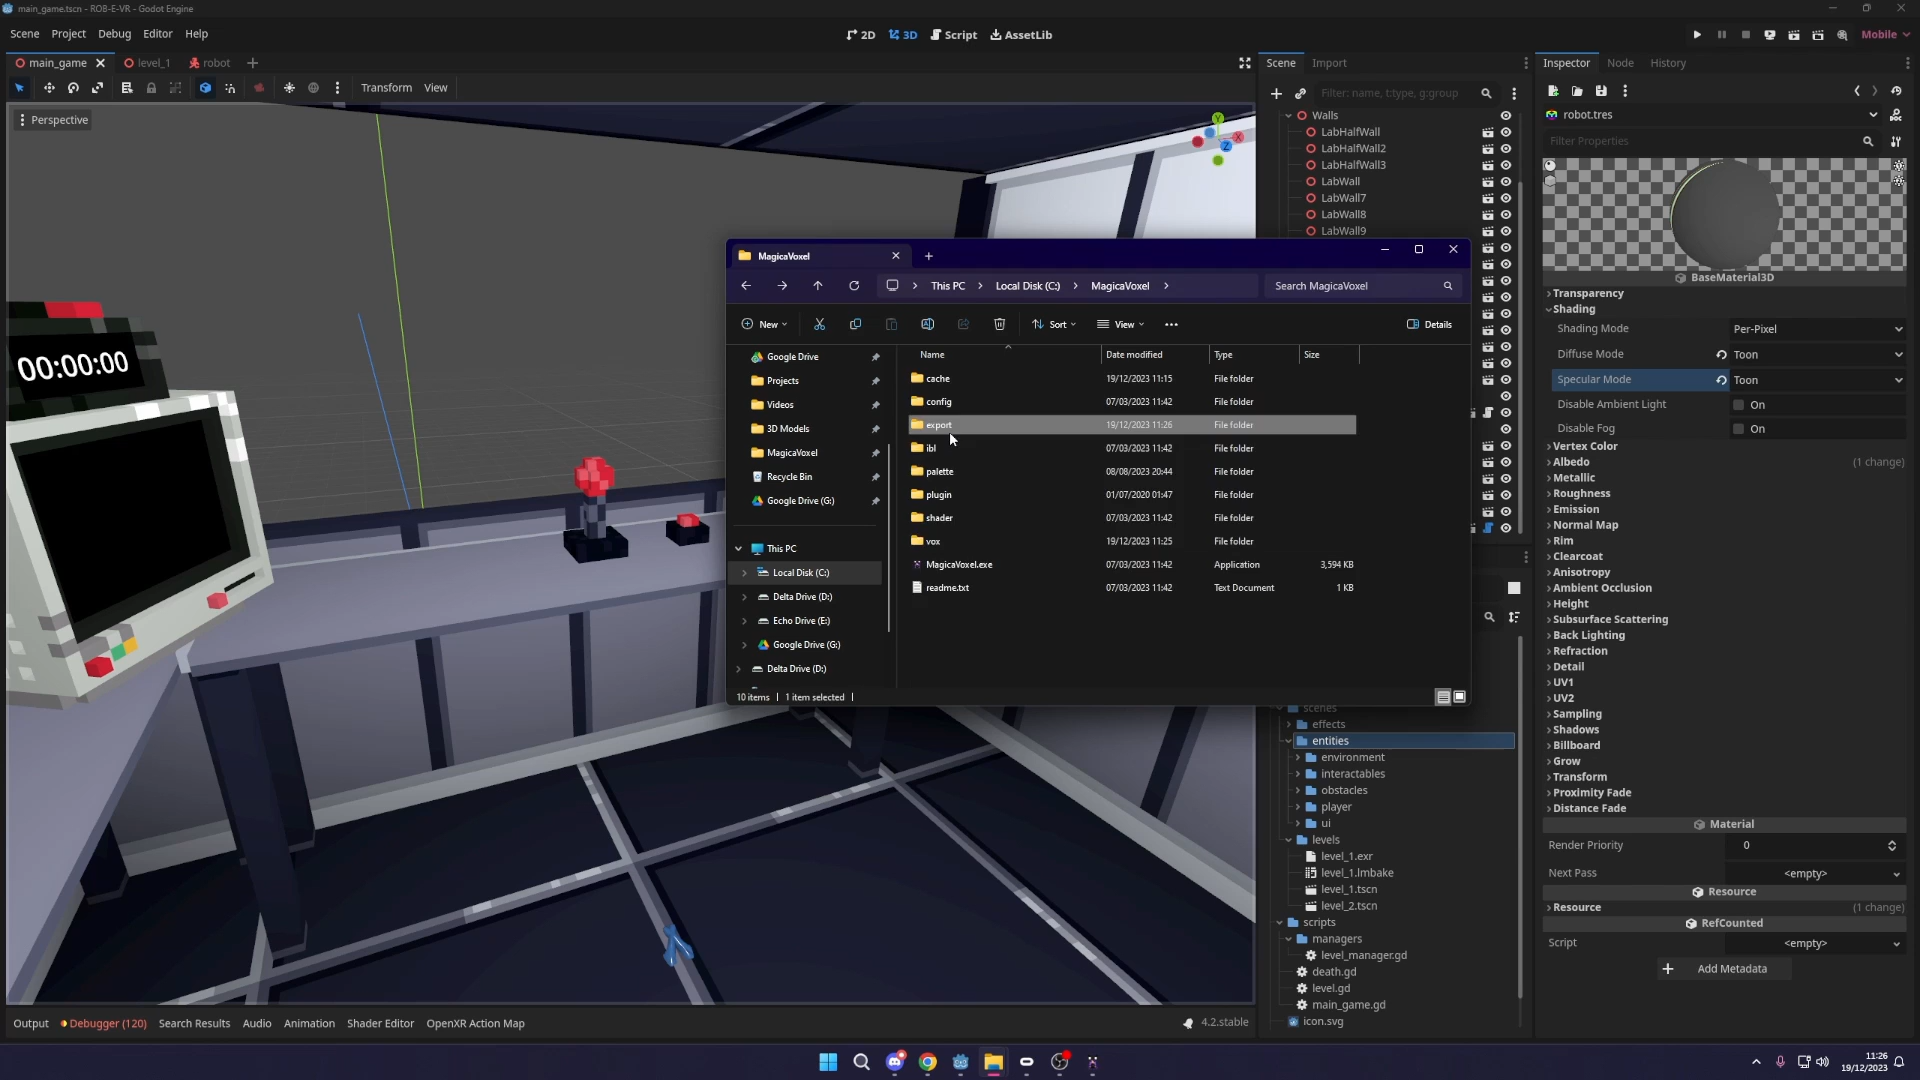 main_game.tscn - ROB-E-VR - Godot Engine
Scene Project Debug Editor Help
2D 3D Script AssetLib
Mobile
main_game level_1 robot
Transform View
Perspective
00:00:00
Scene Import
Filter: name, t:type, g:group
Walls
LabHalfWall
LabHalfWall2
LabHalfWall3
LabWall
LabWall7
LabWall8
LabWall9
MagicaVoxel
This PC Local Disk (C:) MagicaVoxel
Search MagicaVoxel
New Sort View Details
Google Drive
Projects
Videos
3D Models
MagicaVoxel
Recycle Bin
Google Drive (G:)
This PC
Local Disk (C:)
Delta Drive (D:)
Echo Drive (E:)
Google Drive (G:)
Delta Drive (D:)
Name Date modified Type Size
cache 19/12/2023 11:15 File folder
config 07/03/2023 11:42 File folder
export 19/12/2023 11:26 File folder
ibl 07/03/2023 11:42 File folder
palette 08/08/2023 20:44 File folder
plugin 01/07/2020 01:47 File folder
shader 07/03/2023 11:42 File folder
vox 19/12/2023 11:25 File folder
MagicaVoxel.exe 07/03/2023 11:42 Application 3,594 KB
readme.txt 07/03/2023 11:42 Text Document 1 KB
10 items 1 item selected
scenes
effects
entities
environment
interactables
obstacles
player
ui
levels
level_1.exr
level_1.lmbake
level_1.tscn
level_2.tscn
scripts
managers
level_manager.gd
death.gd
level.gd
main_game.gd
icon.svg
Inspector Node History
robot.tres
Filter Properties
BaseMaterial3D
Transparency
Shading
Shading Mode Per-Pixel
Diffuse Mode Toon
Specular Mode Toon
Disable Ambient Light On
Disable Fog On
Vertex Color
Albedo (1 change)
Metallic
Roughness
Emission
Normal Map
Rim
Clearcoat
Anisotropy
Ambient Occlusion
Height
Subsurface Scattering
Back Lighting
Refraction
Detail
UV1
UV2
Sampling
Shadows
Billboard
Grow
Transform
Proximity Fade
Distance Fade
Material
Render Priority 0
Next Pass <empty>
Resource
Resource (1 change)
RefCounted
Script <empty>
Add Metadata
Output Debugger (120) Search Results Audio Animation Shader Editor OpenXR Action Map
4.2.stable
11:26
19/12/2023